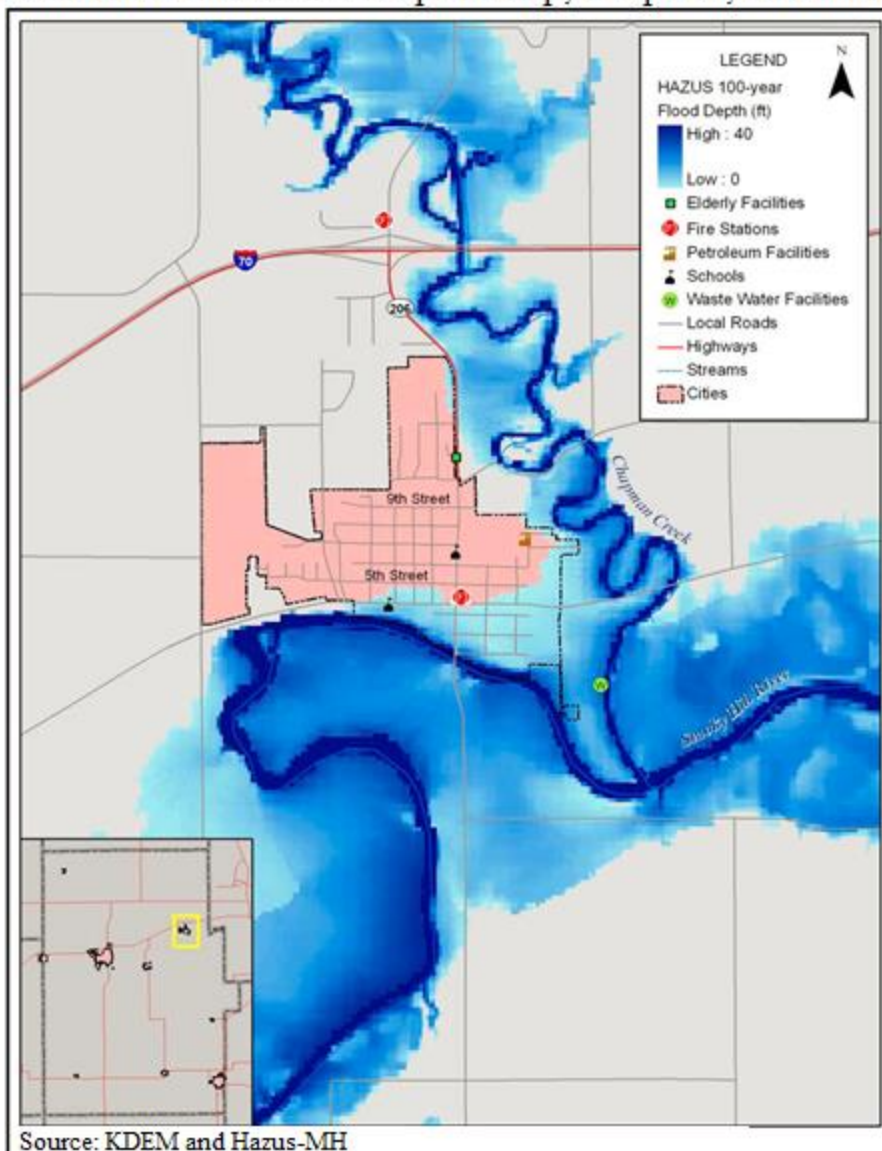 LEGEND
N
HAZUS 100-year
Flood Depth (ft)
High : 40
Low : 0
Elderly Facilities
Fire Stations
Petroleum Facilities
Schools
W Waste Water Facilities
Local Roads
Highways
Streams
Cities
70
206
Chapman Creek
9th Street
5th Street
W
Smoky Hill River
Source: KDEM and Hazus-MH